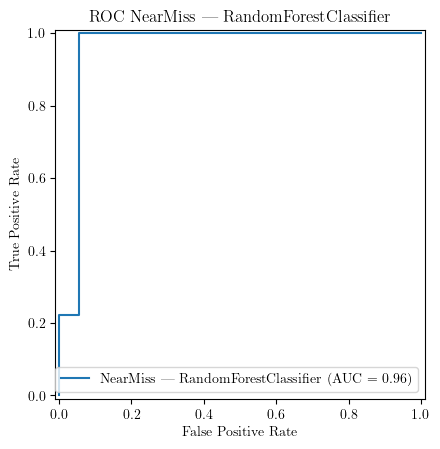 ROC NearMiss — RandomForestClassifier
True Positive Rate
1.0
0.8
0.6
0.4
0.2
0.0
NearMiss — RandomForestClassifier (AUC = 0.96)
0.0 0.2 0.4 0.6 0.8 1.0
False Positive Rate